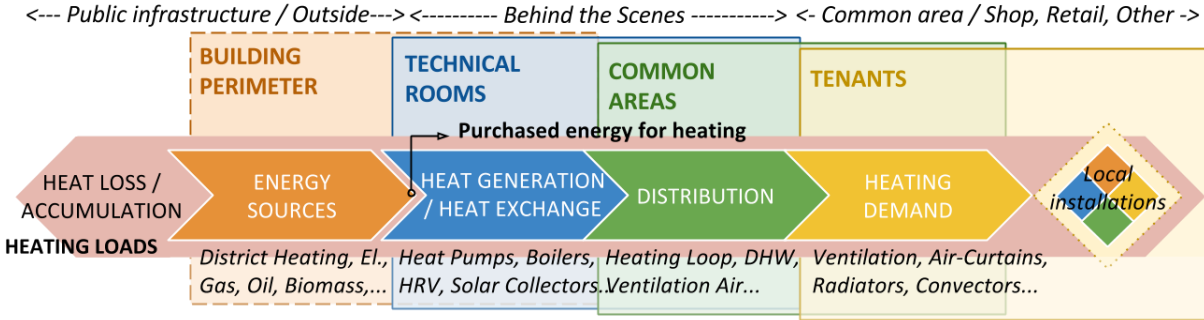 <--- Public infrastructure / Outside---> <---------- Behind the Scenes ----------> <- Common area / Shop, Retail, Other ->
BUILDING
PERIMETER
TECHNICAL
ROOMS
COMMON
AREAS
TENANTS
Purchased energy for heating
HEAT LOSS /
ACCUMULATION
ENERGY
SOURCES
HEAT GENERATION
/ HEAT EXCHANGE
DISTRIBUTION
HEATING
DEMAND
Local
installations
HEATING LOADS
District Heating, El.,
Gas, Oil, Biomass,...
Heat Pumps, Boilers,
HRV, Solar Collectors...
Heating Loop, DHW,
Ventilation Air...
Ventilation, Air-Curtains,
Radiators, Convectors...